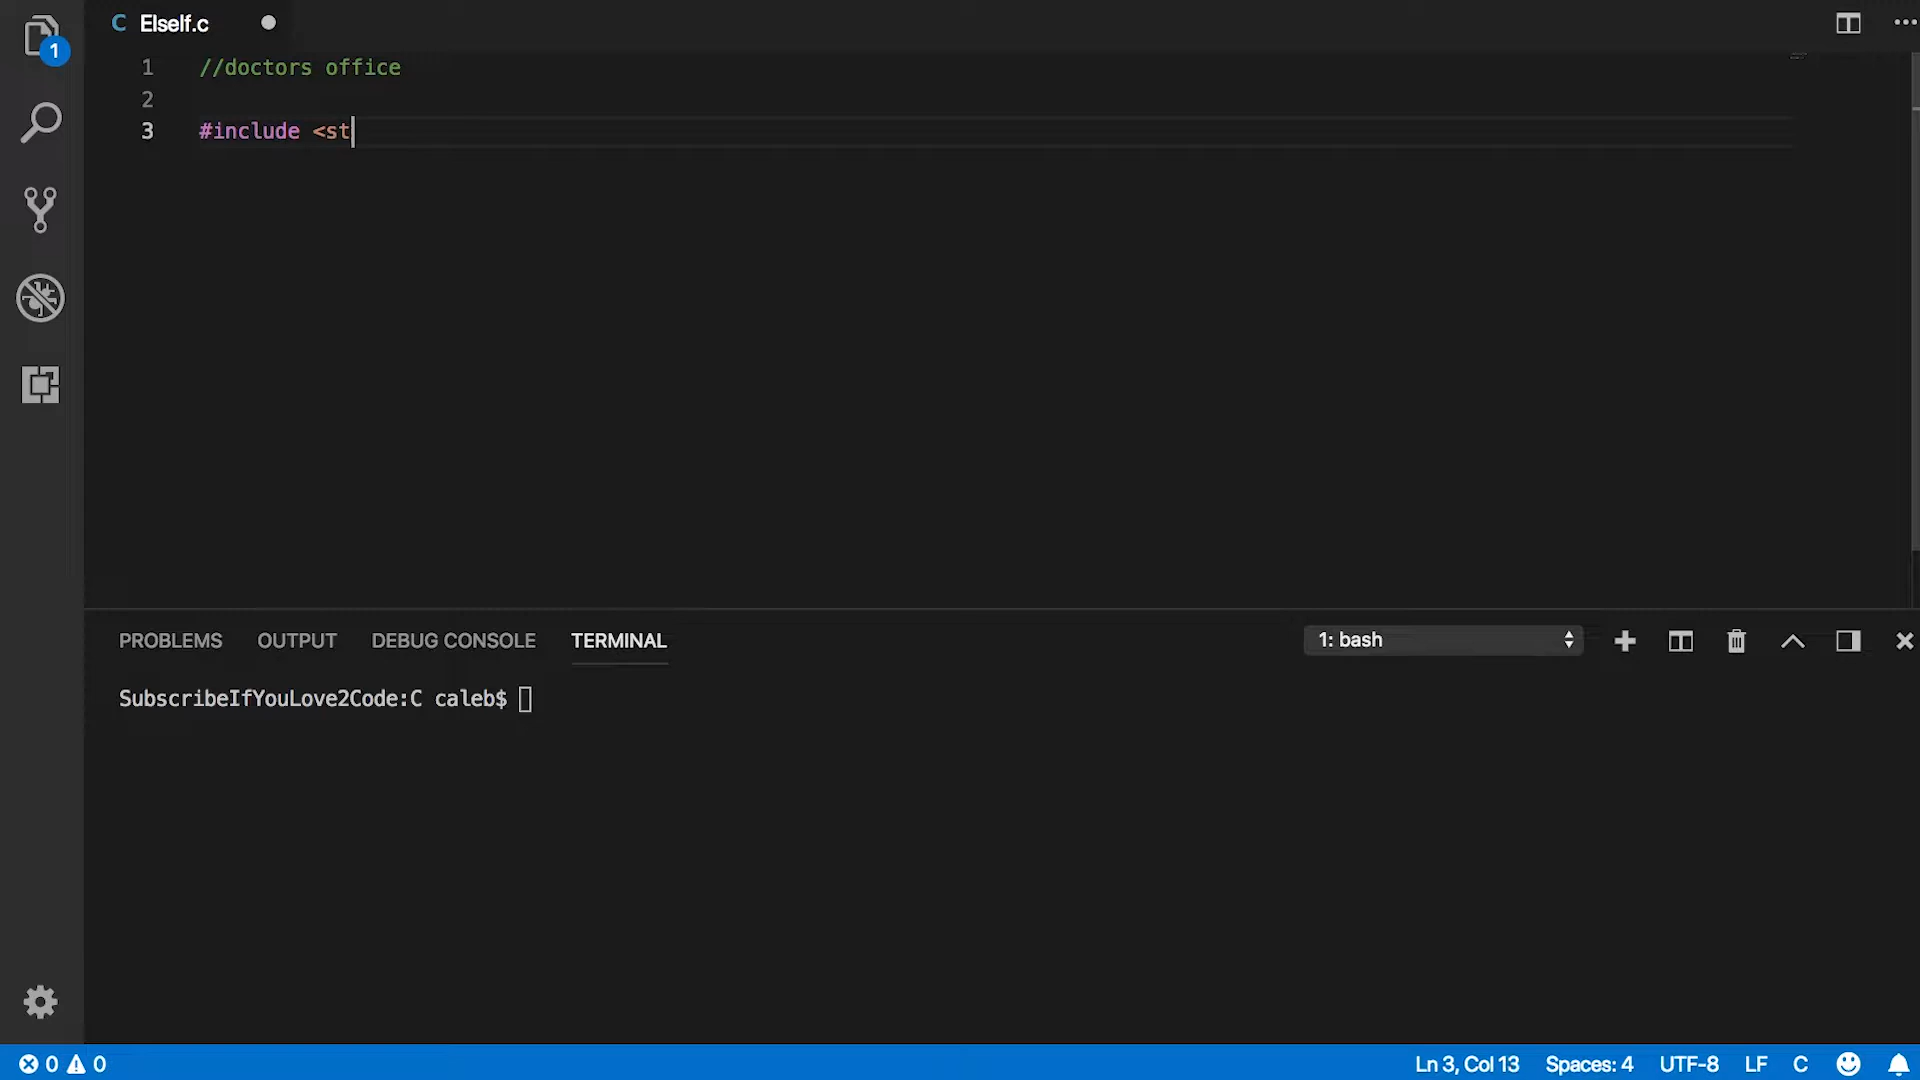 C ElseIf.c
1
1 //doctors office
2
3 #include <st
PROBLEMS OUTPUT DEBUG CONSOLE TERMINAL 1: bash
SubscribeIfYouLove2Code:C caleb$
0 0 Ln 3, Col 13 Spaces: 4 UTF-8 LF C